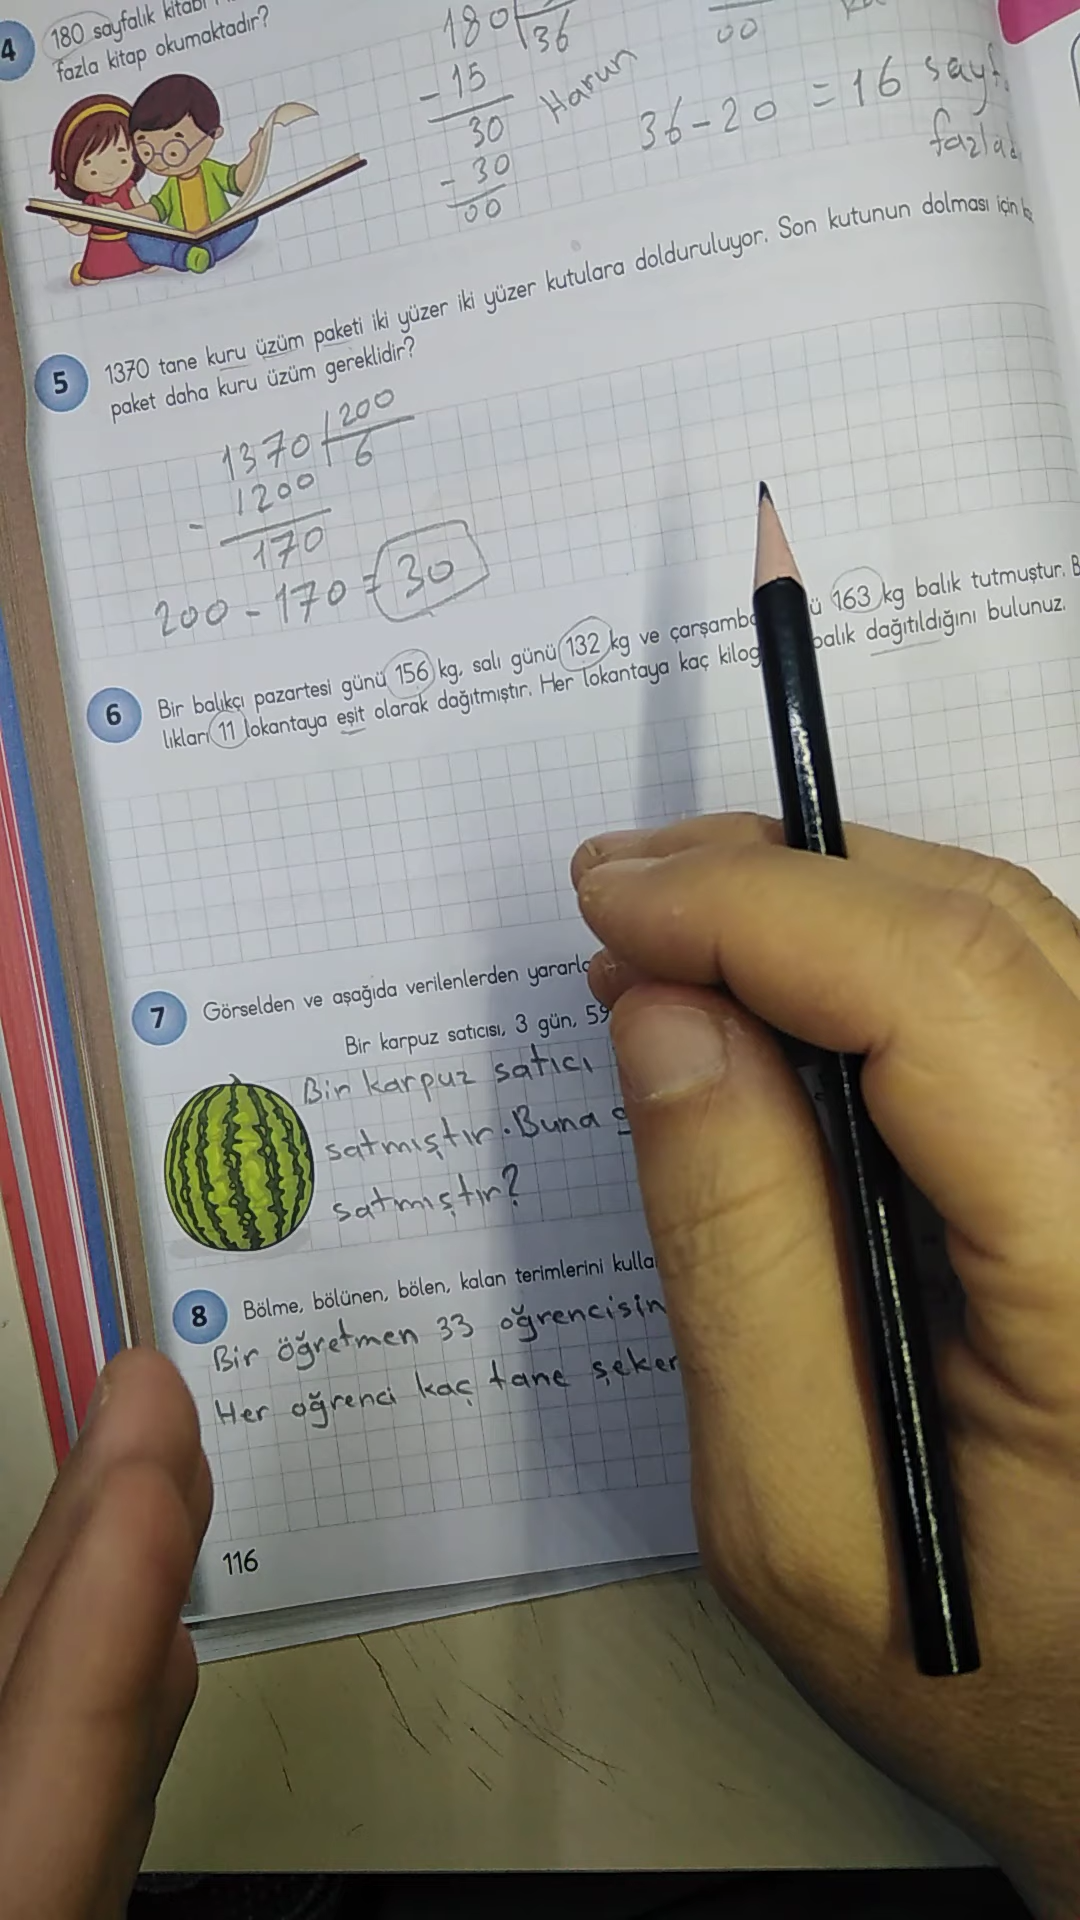 4
180 sayfalık kitabı
fazla kitap okumaktadır?
180 36
- 15
30
- 30
00
Harun
00
36-20 = 16 sayf.
5
1370 tane kuru üzüm paketi iki yüzer iki yüzer kutulara dolduruluyor. Son kutunun dolması için
paket daha kuru üzüm gereklidir?
1370 200
6
- 1200
170
200 - 170 = 30
6
Bir balıkçı pazartesi günü 156 kg, salı günü 132 kg ve çarşamba ü 163 kg balık tutmuştur. B
lıkları 11 lokantaya eşit olarak dağıtmıştır. Her lokantaya kaç kilog balık dağıtıldığını bulunuz.
7
Görselden ve aşağıda verilenlerden yararla
Bir karpuz satıcısı, 3 gün, 59
Bir karpuz satıcı
satmıştır. Buna g
satmıştır?
8
Bölme, bölünen, bölen, kalan terimlerini kulla
Bir öğretmen 33 öğrencisin
Her öğrenci kaç tane şeker
116